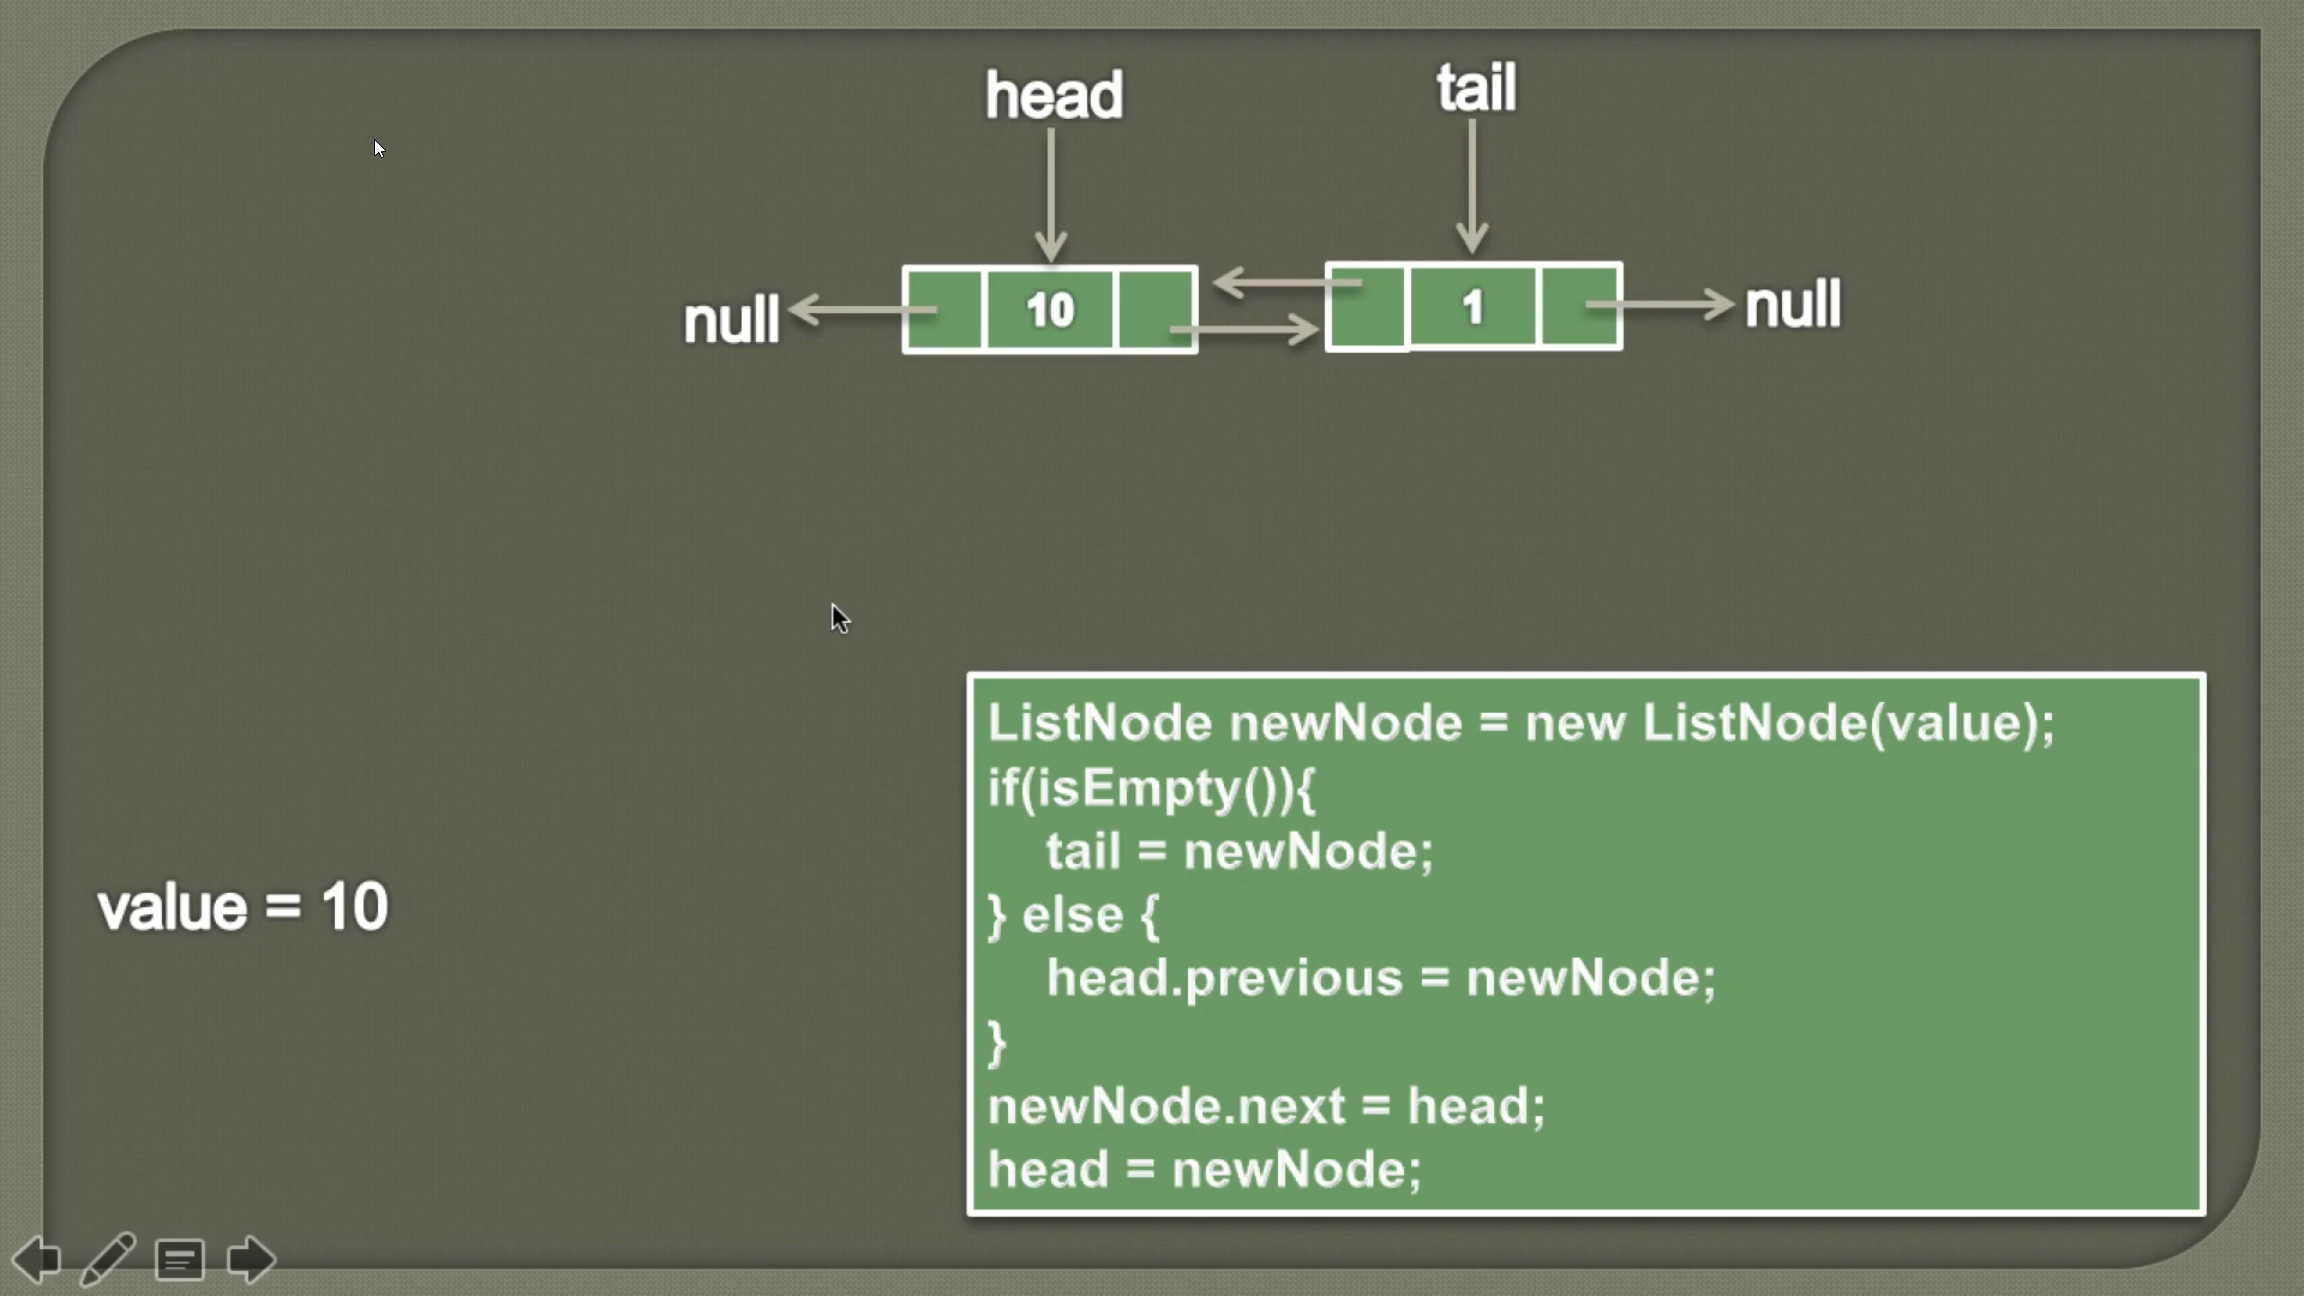 head
tail
null
10
1
null
ListNode newNode = new ListNode(value);
if(isEmpty()){
tail = newNode;
} else {
head.previous = newNode;
}
newNode.next = head;
head = newNode;
value = 10